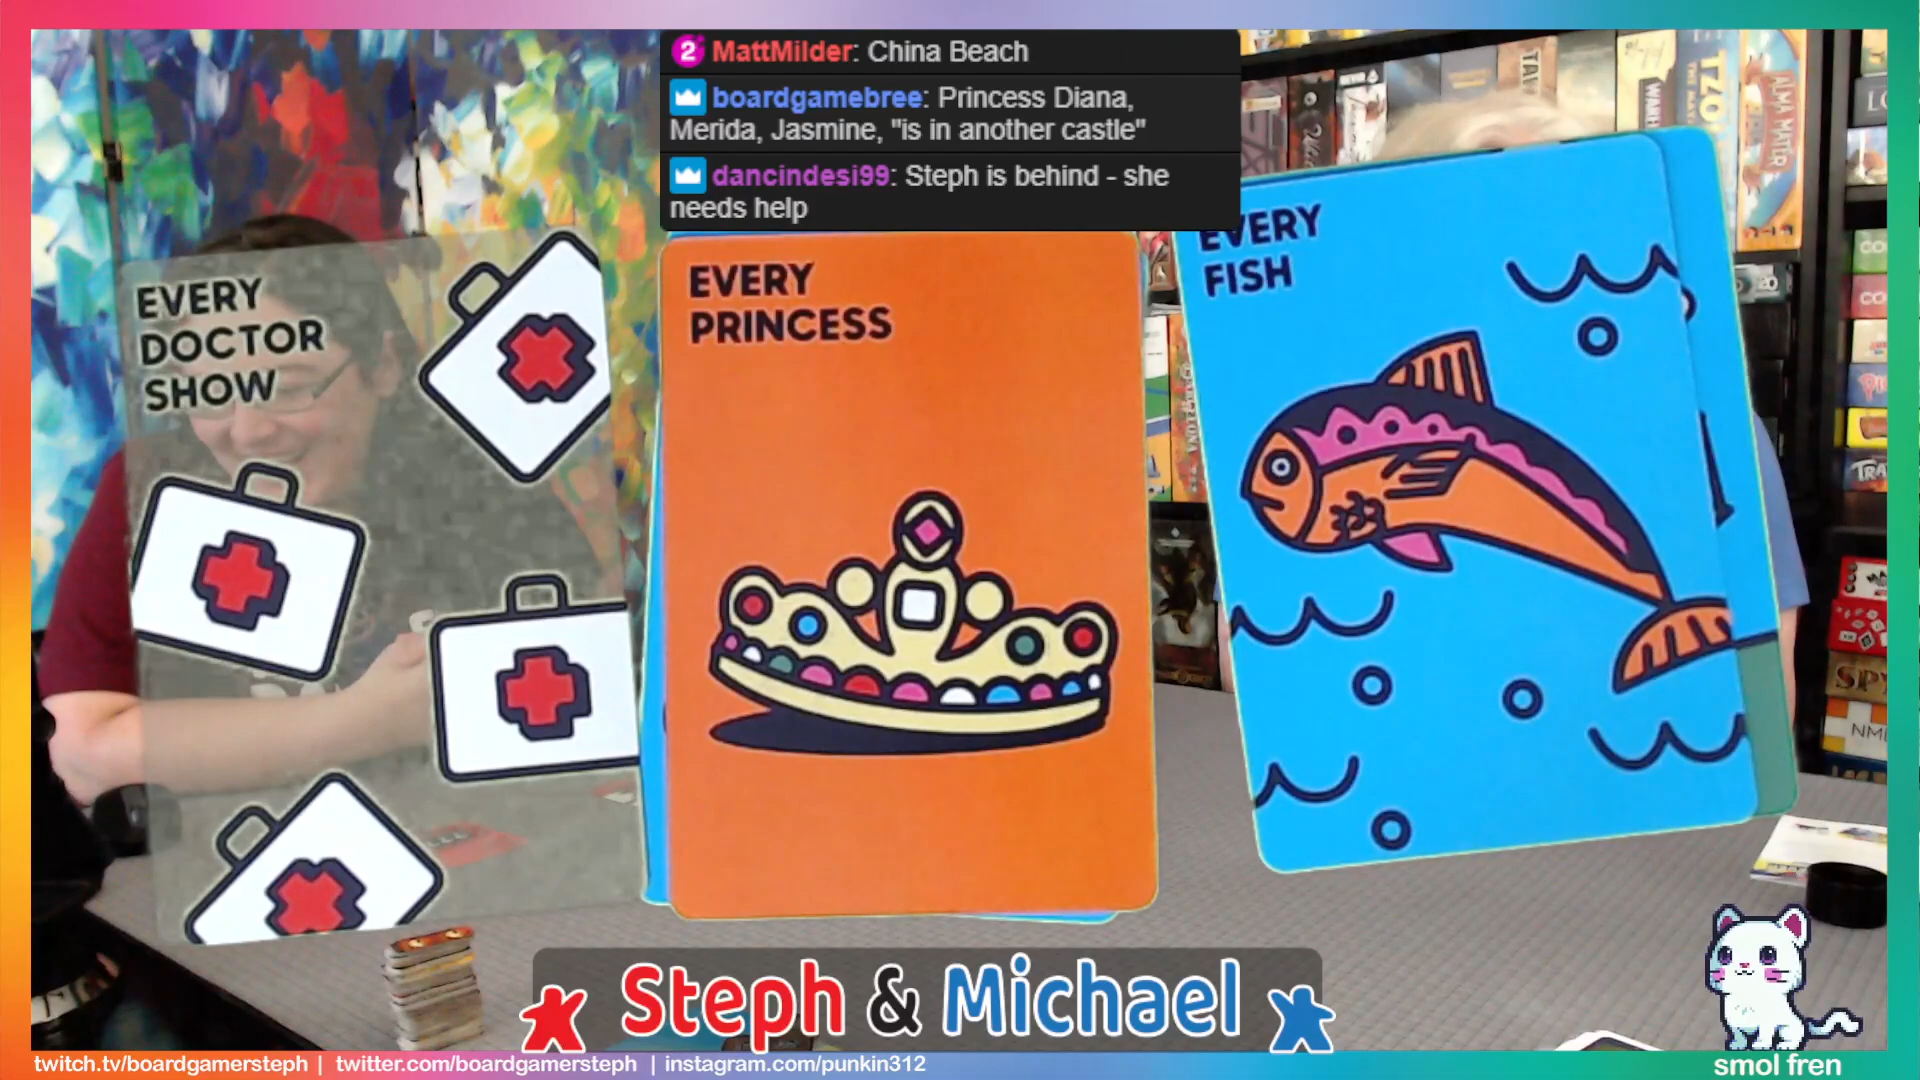 2 MattMilder: China Beach
boardgamebree: Princess Diana,
Merida, Jasmine, "is in another castle"
dancindesi99: Steph is behind - she
needs help
EVERY
DOCTOR
SHOW
EVERY
PRINCESS
EVERY
FISH
ALMA MATER
Steph & Michael
twitch.tv/boardgamersteph | twitter.com/boardgamersteph | instagram.com/punkin312
smol fren